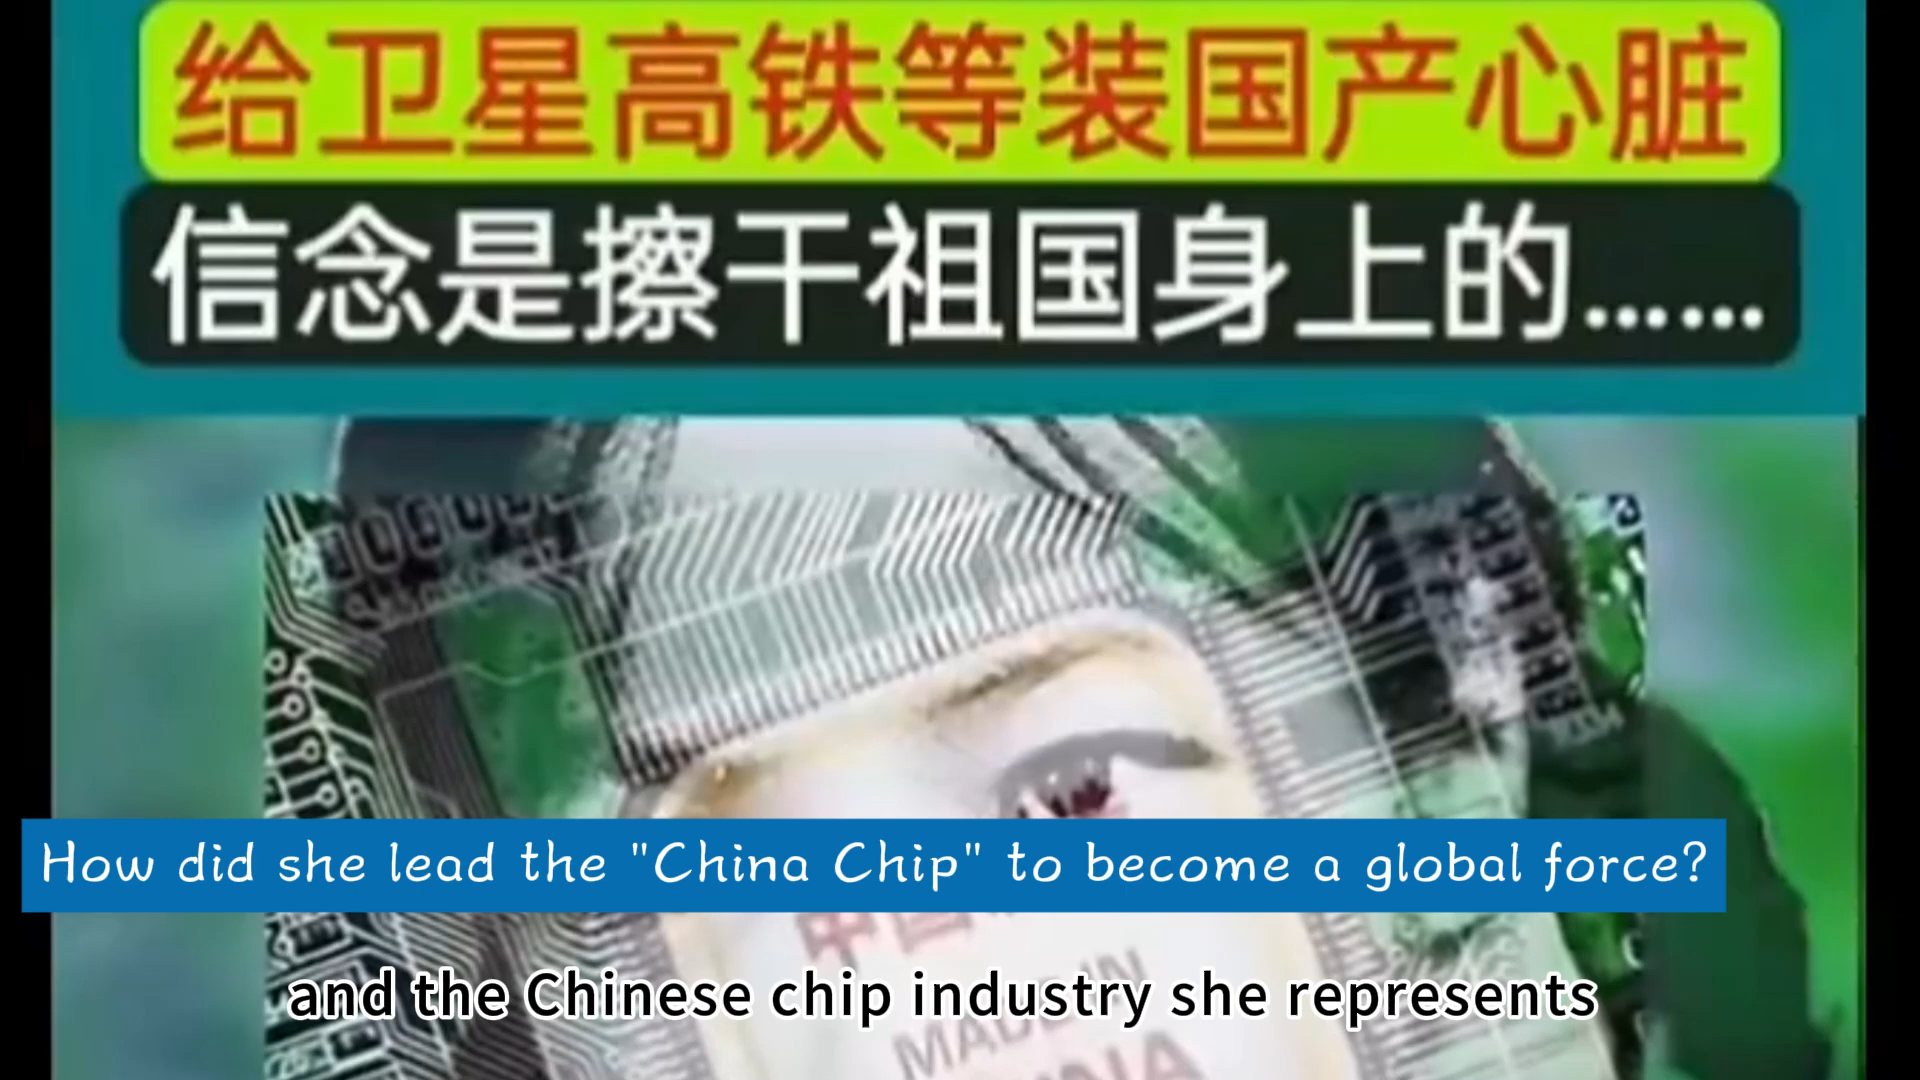 给卫星高铁等装国产心脏
信念是擦干祖国身上的......
How did she lead the "China Chip" to become a global force?
and the Chinese chip industry she represents
MADE IN